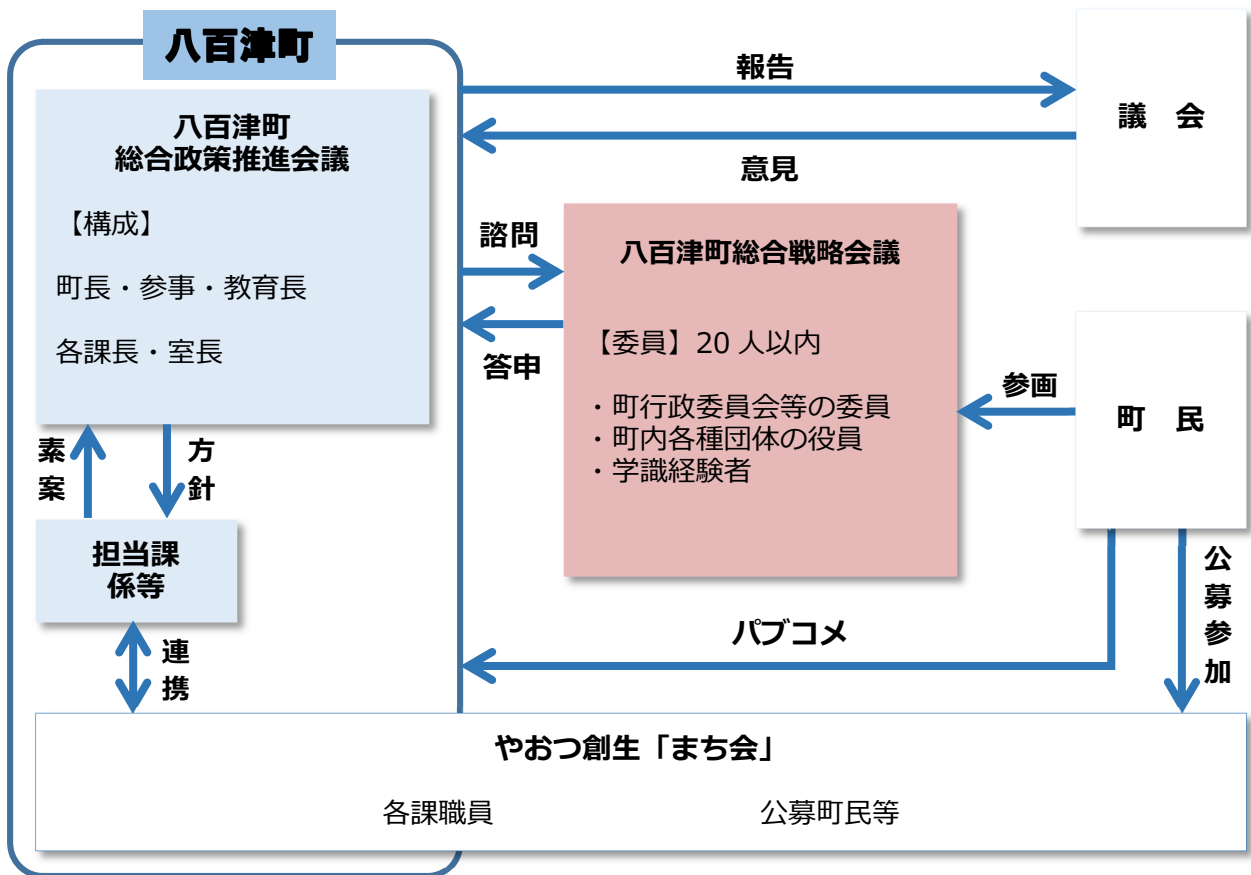 八百津町
八百津町
総合政策推進会議
【構成】
町長・参事・教育長
各課長・室長
報告
意見
議　会
諮問
答申
八百津町総合戦略会議
【委員】20 人以内
・町行政委員会等の委員
・町内各種団体の役員
・学識経験者
参画
町　民
素案
方針
担当課
係等
連携
パブコメ
公募参加
やおつ創生「まち会」
各課職員
公募町民等